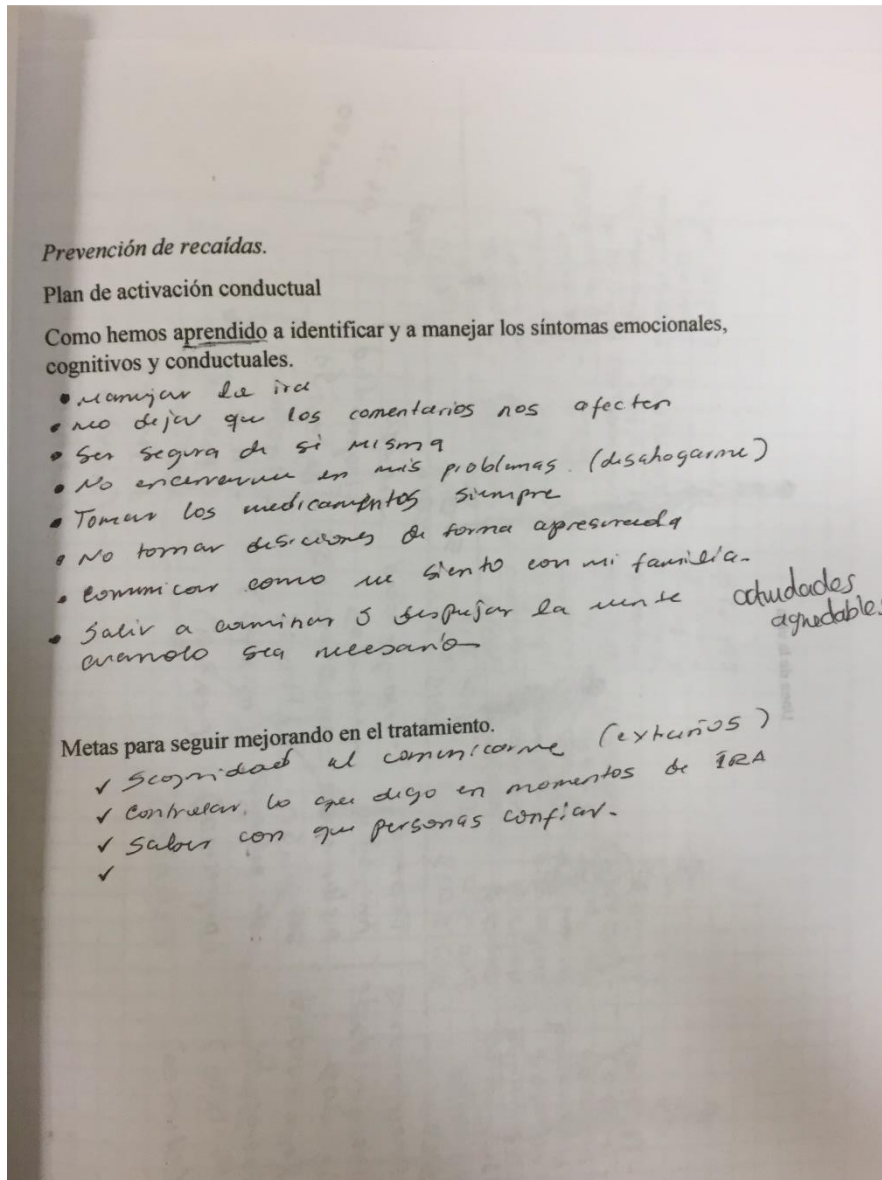 Prevención de recaídas.
Plan de activación conductual
Como hemos aprendido a identificar y a manejar los síntomas emocionales,
cognitivos y conductuales.
• Manejar la ira
• no dejar que los comentarios nos afecten
• Ser segura de si misma
• No encerrarme en mis problemas. (desahogarme)
• Tomar los medicamentos siempre
• No tomar desiciones de forma apresurada
• Comunicar como me siento con mi familia.
• Salir a caminar o despejar la mente actividades
agradables
cuando sea necesario
Metas para seguir mejorando en el tratamiento.
✓ Seguridad al comunicarme (extraños)
✓ Controlar lo que digo en momentos de IRA
✓ Saber con que personas confiar.
✓